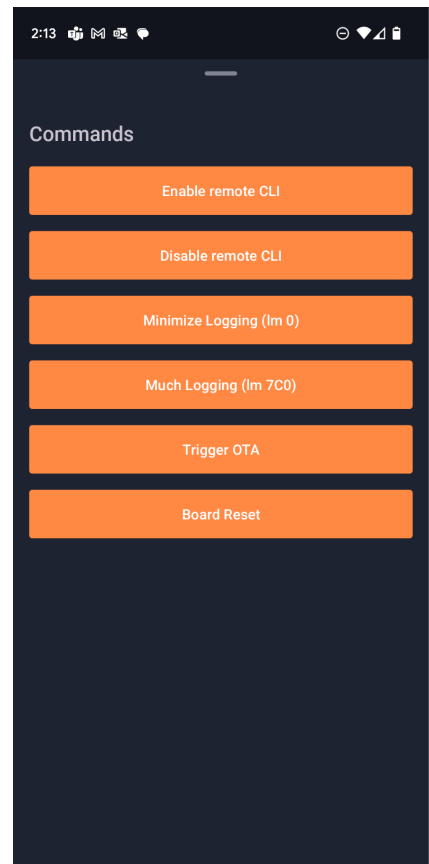 2:13
Commands
Enable remote CLI
Disable remote CLI
Minimize Logging (lm 0)
Much Logging (lm 7C0)
Trigger OTA
Board Reset